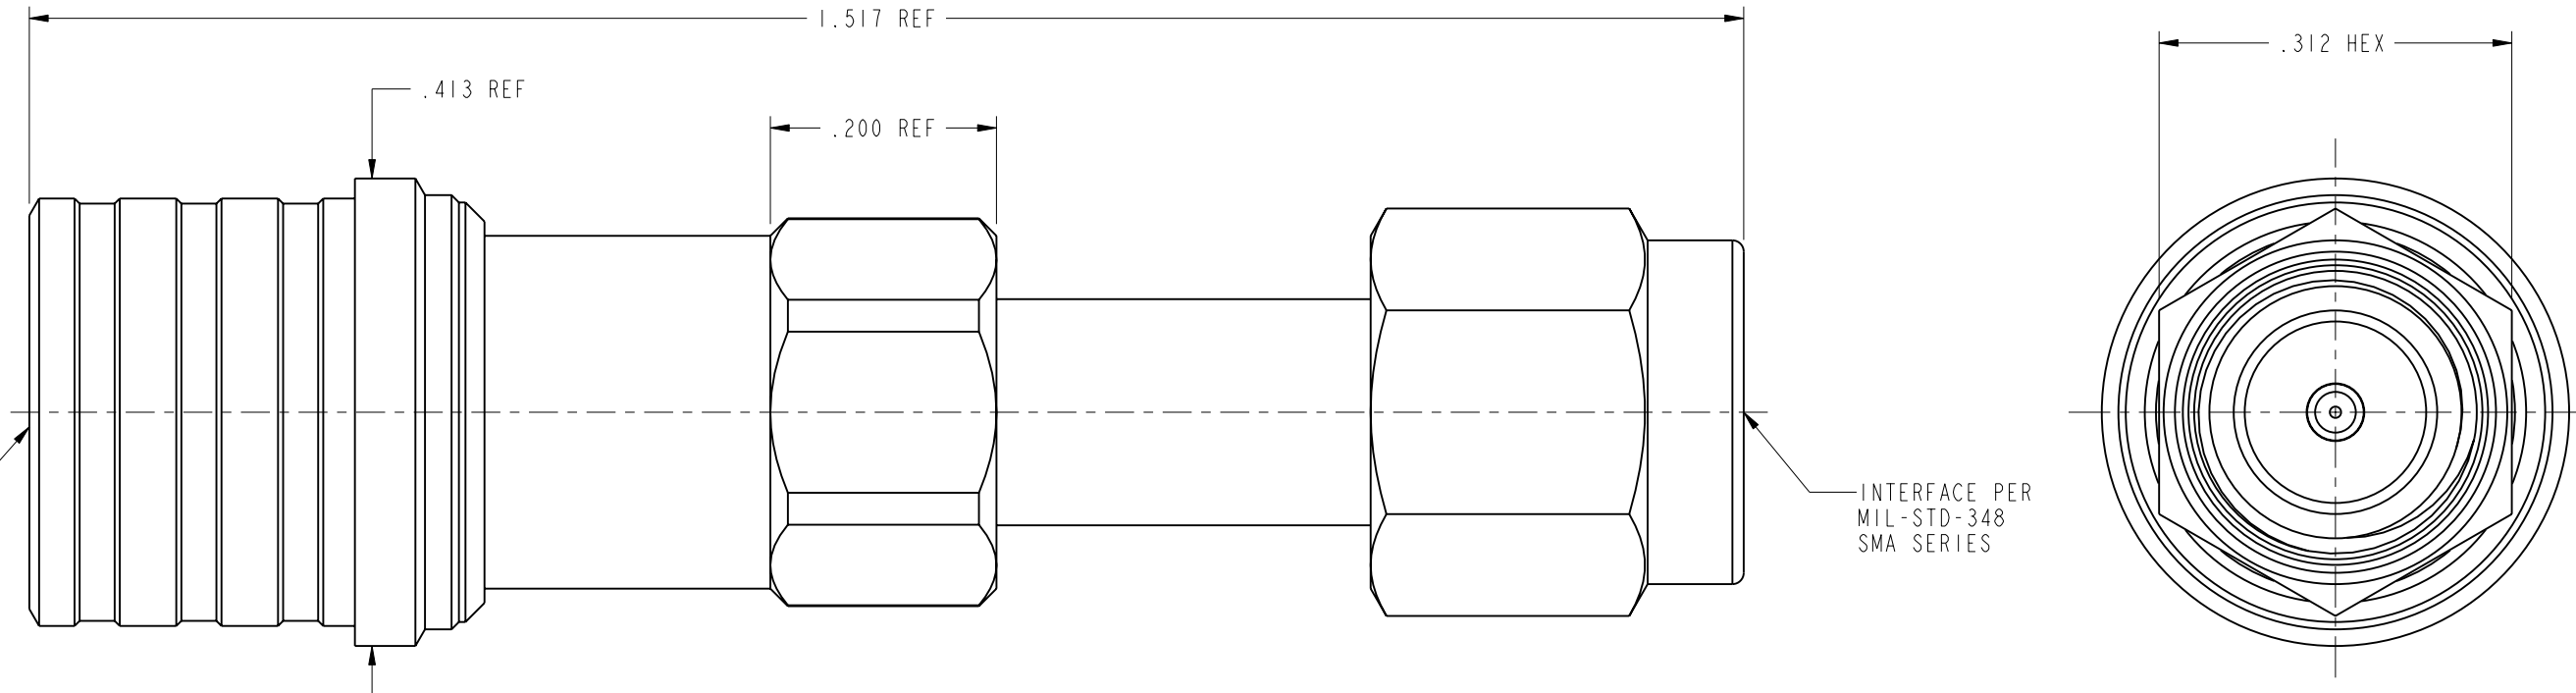 1.517 REF
.312 HEX
.413 REF
.200 REF
INTERFACE PER
MIL-STD-348
SMA SERIES